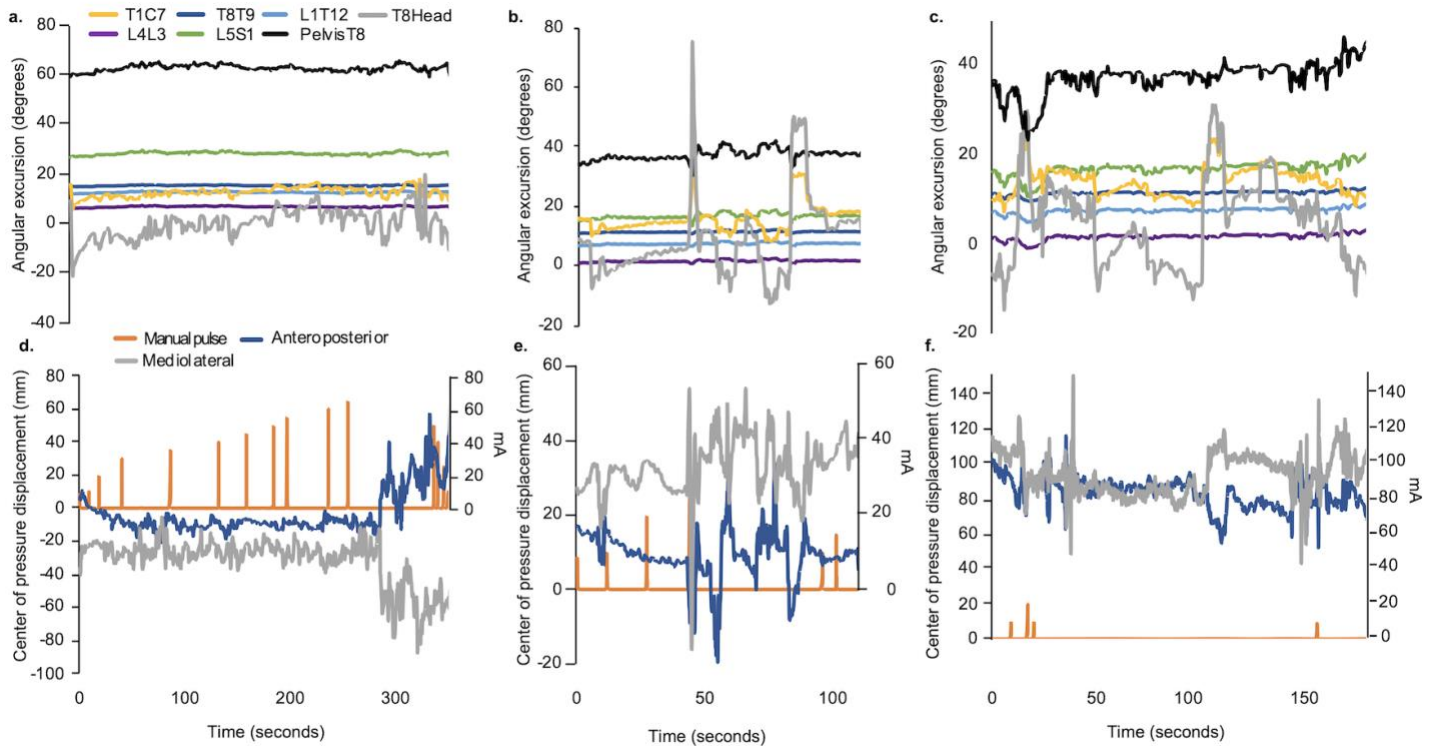 a.
T1C7 T8T9 L1T12 T8Head
L4L3 L5S1 PelvisT8
Angular excursion (degrees)
80
60
40
20
0
-20
-40
b.
Angular excursion (degrees)
80
60
40
20
0
-20
c.
Angular excursion (degrees)
40
20
0
-20
d.
Manual pulse Anteroposterior
Mediolateral
Center of pressure displacement (mm)
80
60
40
20
0
-20
-40
-60
-80
-100
80
60
40
20
0
mA
0 100 200 300
Time (seconds)
e.
Center of pressure displacement (mm)
60
40
20
0
-20
60
40
20
0
mA
0 50 100
Time (seconds)
f.
Center of pressure displacement (mm)
140
120
100
80
60
40
20
0
140
120
100
80
60
40
20
0
mA
0 50 100 150
Time (seconds)